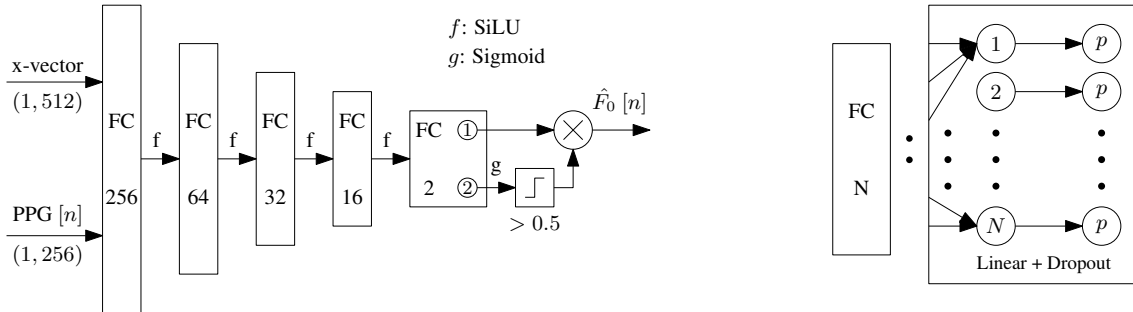 f: SiLU
g: Sigmoid
x-vector
(1, 512)
PPG [n]
(1, 256)
FC
256
f
FC
64
f
FC
32
f
FC
16
f
FC
2
①
②
g
> 0.5
F̂₀ [n]
FC
N
1
p
2
p
N
p
Linear + Dropout